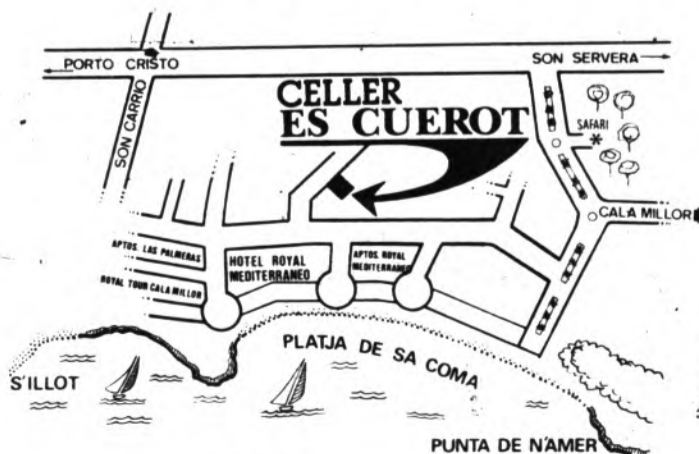 PORTO CRISTO
SON SERVERA
SON CARRIO
CELLER
ES CUEROT
SAFARI
CALA MILLOR
APTOS. LAS PALMERAS
ROYAL TOUR CALA MILLOR
HOTEL ROYAL
MEDITERRANEO
APTOS. ROYAL
MEDITERRANEO
PLATJA DE SA COMA
S'ILLOT
PUNTA DE N'AMER